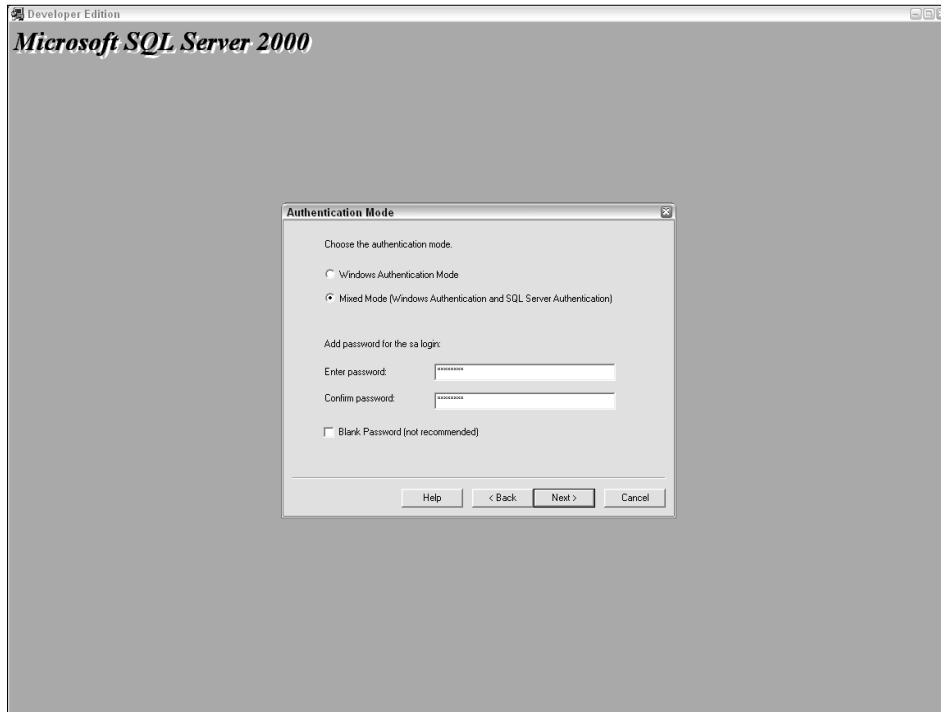 Developer Edition
Microsoft SQL Server 2000
Authentication Mode
Choose the authentication mode.
Windows Authentication Mode
Mixed Mode (Windows Authentication and SQL Server Authentication)
Add password for the sa login:
Enter password: ********
Confirm password: ********
Blank Password (not recommended)
Help < Back Next > Cancel